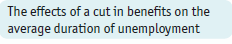 The effects of a cut in benefits on the
average duration of unemployment